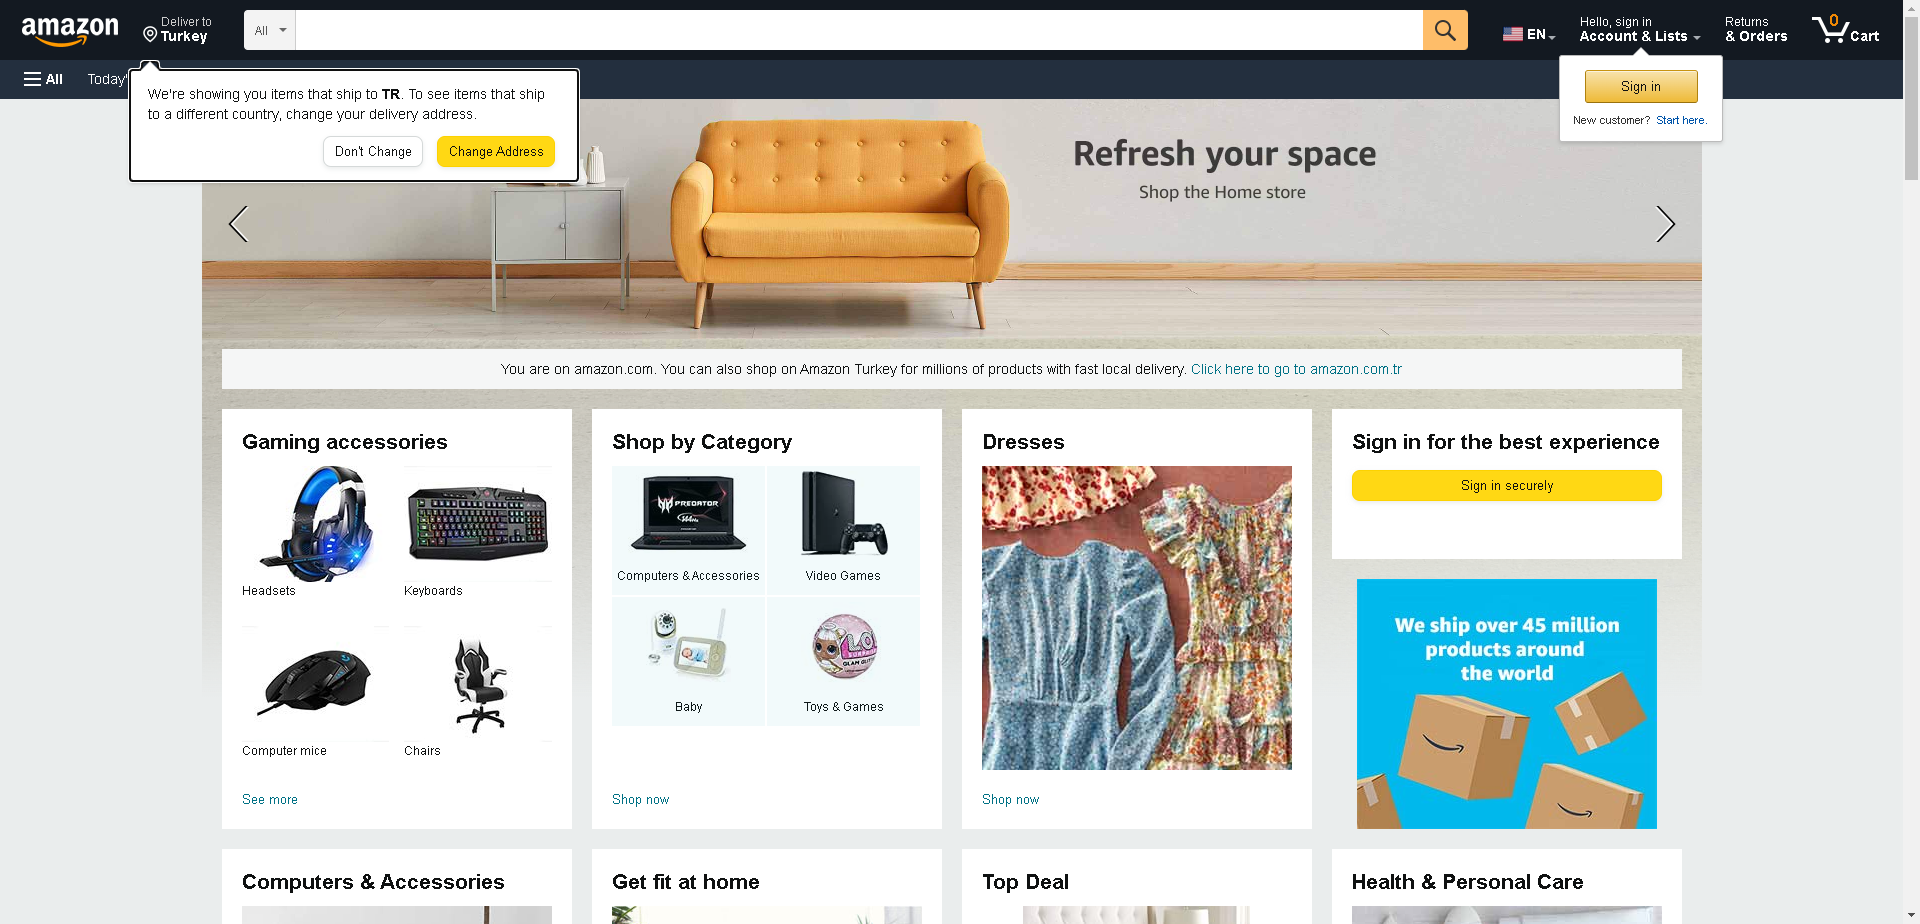 amazon
Deliver to
Turkey
All
EN
Hello, sign in
Account & Lists
Returns
& Orders
0
Cart
All
Today'
We're showing you items that ship to TR. To see items that ship
to a different country, change your delivery address.
Don't Change
Change Address
Sign in
New customer? Start here.
Refresh your space
Shop the Home store
You are on amazon.com. You can also shop on Amazon Turkey for millions of products with fast local delivery. Click here to go to amazon.com.tr
Gaming accessories
Headsets
Keyboards
Computer mice
Chairs
See more
Shop by Category
PREDATOR
Computers & Accessories
Video Games
Baby
Toys & Games
Shop now
Dresses
Shop now
Sign in for the best experience
Sign in securely
We ship over 45 million
products around
the world
Computers & Accessories
Get fit at home
Top Deal
Health & Personal Care